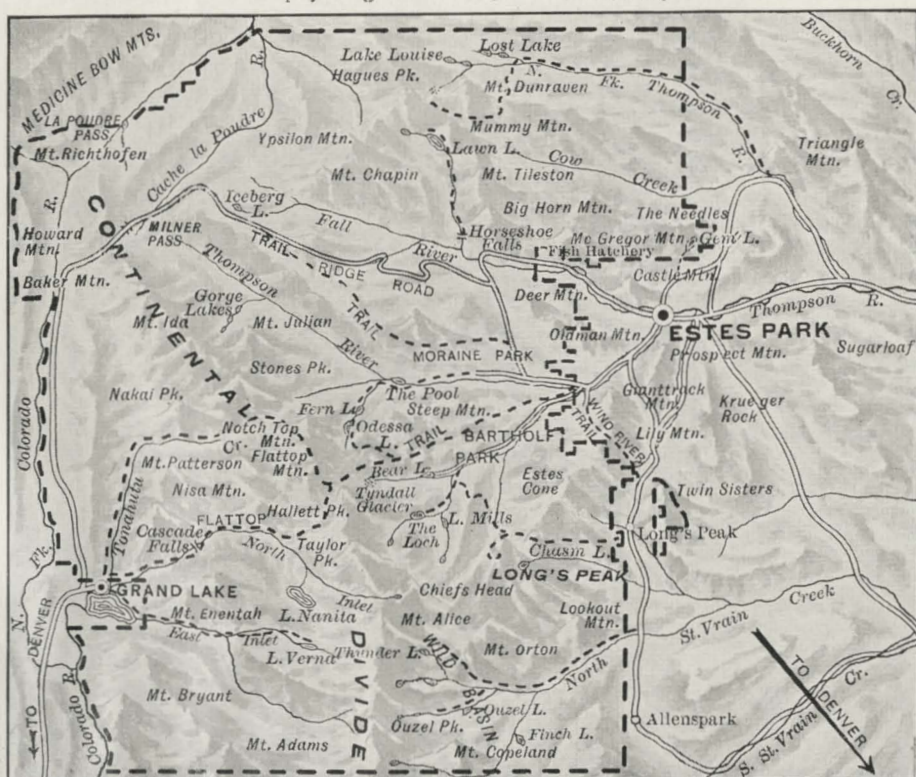 MEDICINE BOW MTS.
LA POUDRE PASS
Mt. Richthofen
R.
Howard Mtn.
Baker Mtn.
Cache la Poudre
R.
Ypsilon Mtn.
Lake Louise
Lost Lake
Hagues Pk.
Mt. Dunraven
N. Fk. Thompson R.
Buckhorn Cr.
Mummy Mtn.
Lawn L.
Mt. Chapin
Mt. Tileston
Cow Creek
Triangle Mtn.
Iceberg L.
Fall River
Big Horn Mtn.
The Needles
Horseshoe Falls
Mc Gregor Mtn.
Gem L.
Fish Hatchery
Castle Mtn.
MILNER PASS
TRAIL RIDGE ROAD
TRAIL
Deer Mtn.
Thompson R.
CONTINENTAL
Thompson River
Gorge Lakes
Mt. Ida
Mt. Julian
Oldman Mtn.
ESTES PARK
Prospect Mtn.
Sugarloaf
MORAINE PARK
Stones Pk.
The Pool
Steep Mtn.
Gianttrack Mtn.
Krueger Rock
Nakai Pk.
Fern L.
Odessa L.
TRAIL
BARTHOLF PARK
WIND RIVER TRAIL
Lily Mtn.
Colorado
Notch Top Mtn.
Cr.
Flattop Mtn.
Mt. Patterson
Bear L.
Estes Cone
Twin Sisters
Nisa Mtn.
Tyndall Glacier
Hallett Pk.
Tonahutu
FLATTOP
The Loch
L. Mills
Long's Peak
Cascade Falls
North Inlet
Taylor Pk.
Chasm L.
LONG'S PEAK
N. Fk.
GRAND LAKE
Chiefs Head
Lookout Mtn.
Mt. Enentah
L. Nanita
Mt. Alice
St. Vrain Creek
East Inlet
L. Verna
Thunder L.
Mt. Orton
North
TO DENVER
DIVIDE
WILD BASIN
TO DENVER
Mt. Bryant
Ouzel L.
Ouzel Pk.
Allenspark
Finch L.
Colorado R.
Mt. Adams
Mt. Copeland
S. St. Vrain Cr.